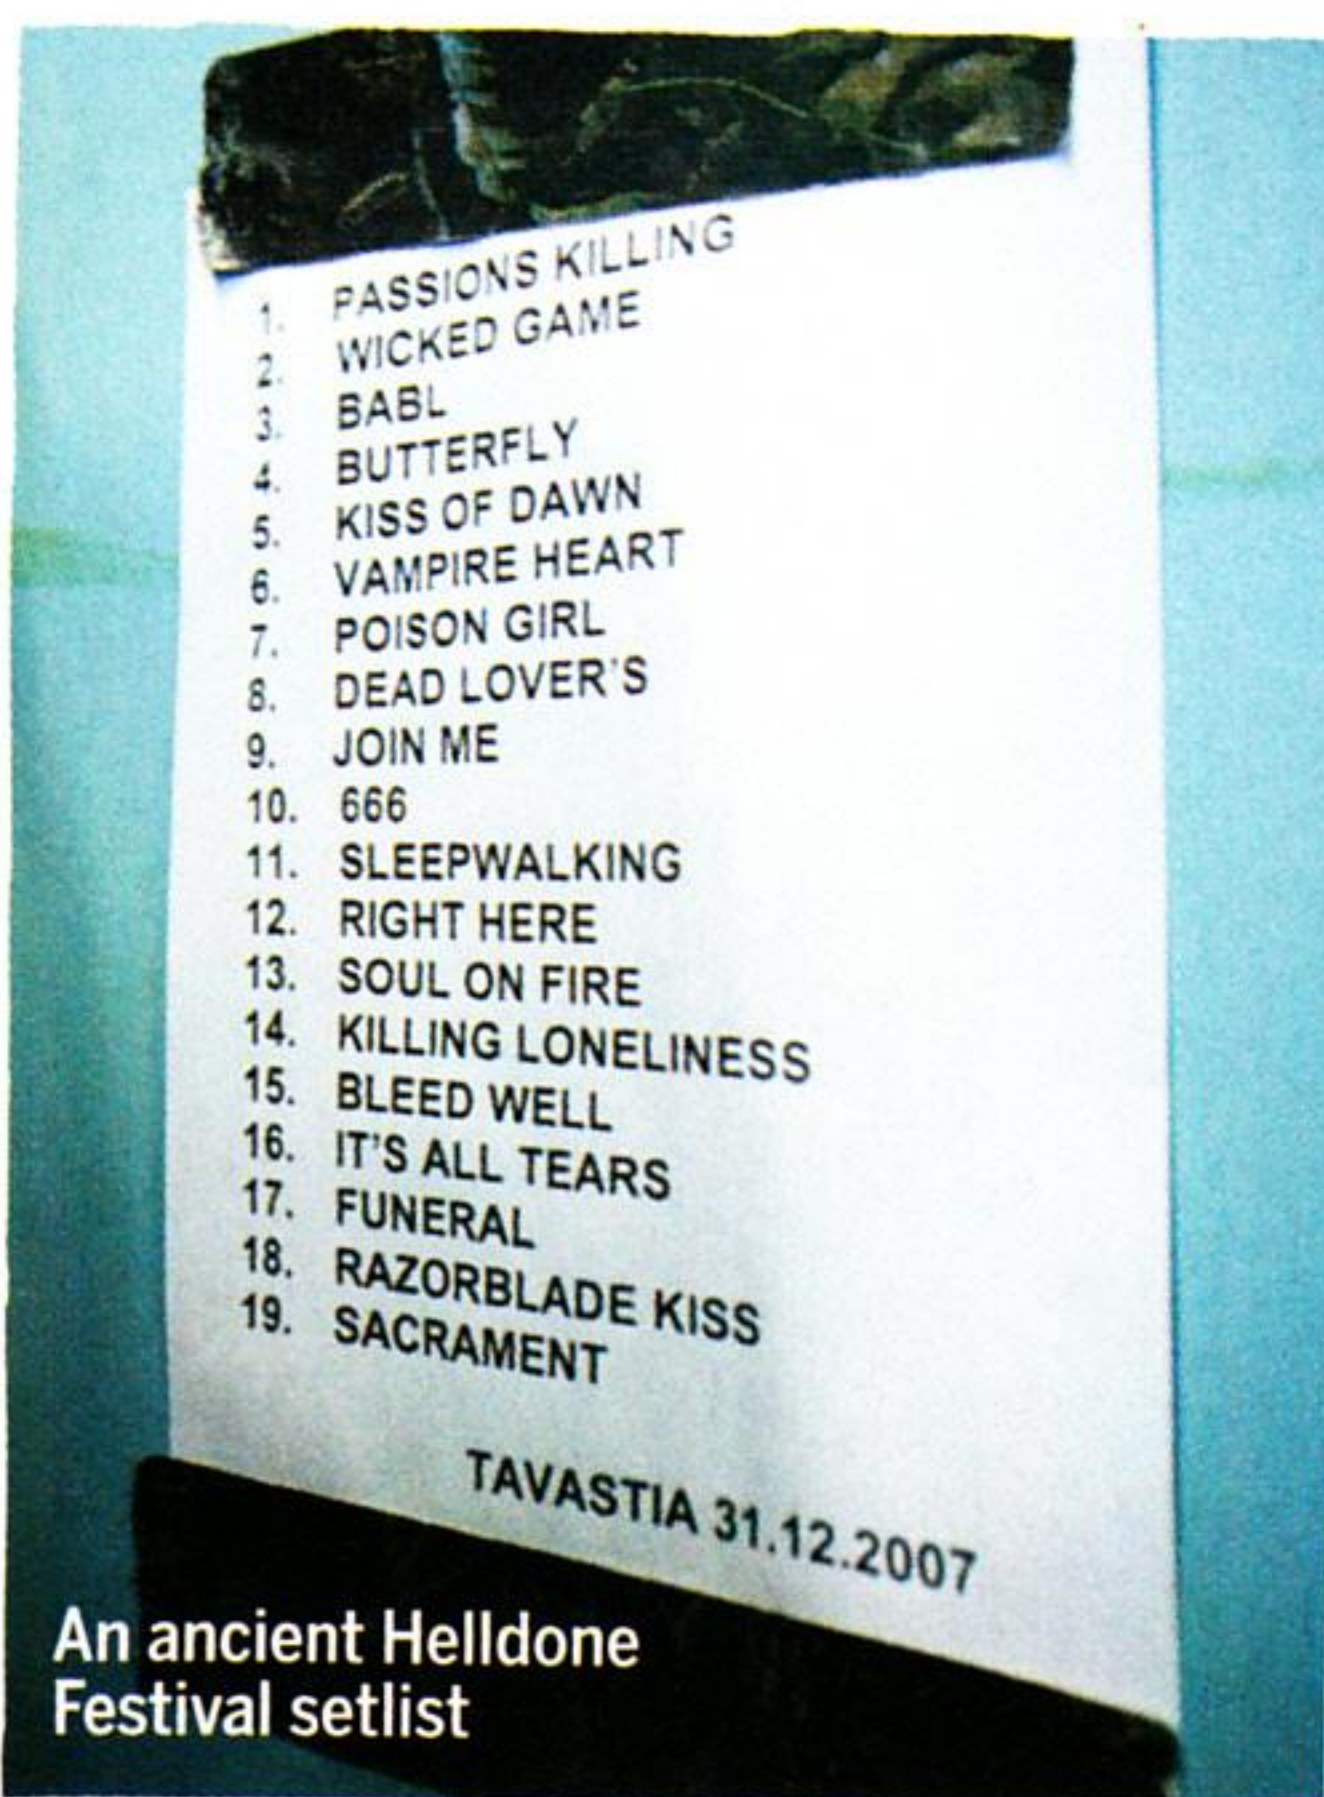 1. PASSIONS KILLING
2. WICKED GAME
3. BABL
4. BUTTERFLY
5. KISS OF DAWN
6. VAMPIRE HEART
7. POISON GIRL
8. DEAD LOVER'S
9. JOIN ME
10. 666
11. SLEEPWALKING
12. RIGHT HERE
13. SOUL ON FIRE
14. KILLING LONELINESS
15. BLEED WELL
16. IT'S ALL TEARS
17. FUNERAL
18. RAZORBLADE KISS
19. SACRAMENT
TAVASTIA 31.12.2007
An ancient Helldone
Festival setlist